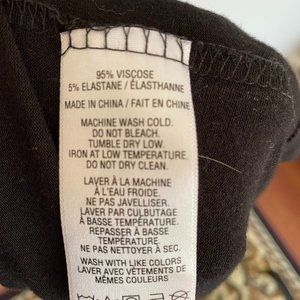 95% VISCOSE
5% ELASTANE / ÉLASTHANNE
MADE IN CHINA / FAIT EN CHINE
MACHINE WASH COLD.
DO NOT BLEACH.
TUMBLE DRY LOW.
IRON AT LOW TEMPERATURE.
DO NOT DRY CLEAN.
LAVER À LA MACHINE
À L'EAU FROIDE.
NE PAS JAVELLISER.
LAVER PAR CULBUTAGE
À BASSE TEMPÉRATURE.
REPASSER À BASSE
TEMPÉRATURE.
NE PAS NETTOYER À SEC.
WASH WITH LIKE COLORS
LAVER AVEC VÊTEMENTS DE
MÊMES COULEURS